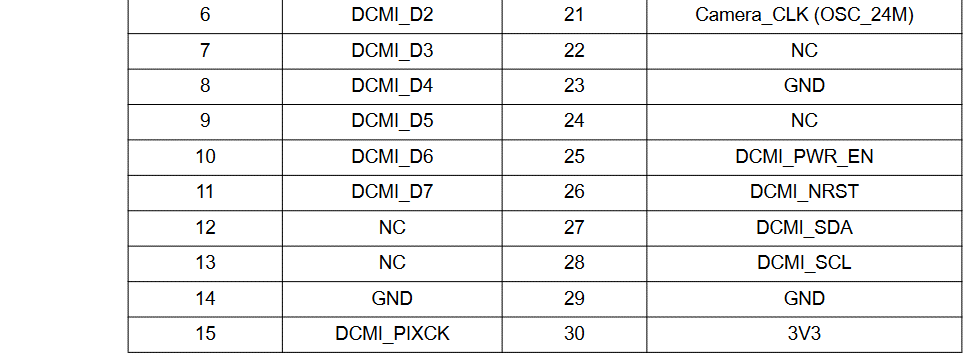 6 DCMI_D2 21 Camera_CLK (OSC_24M)
7 DCMI_D3 22 NC
8 DCMI_D4 23 GND
9 DCMI_D5 24 NC
10 DCMI_D6 25 DCMI_PWR_EN
11 DCMI_D7 26 DCMI_NRST
12 NC 27 DCMI_SDA
13 NC 28 DCMI_SCL
14 GND 29 GND
15 DCMI_PIXCK 30 3V3